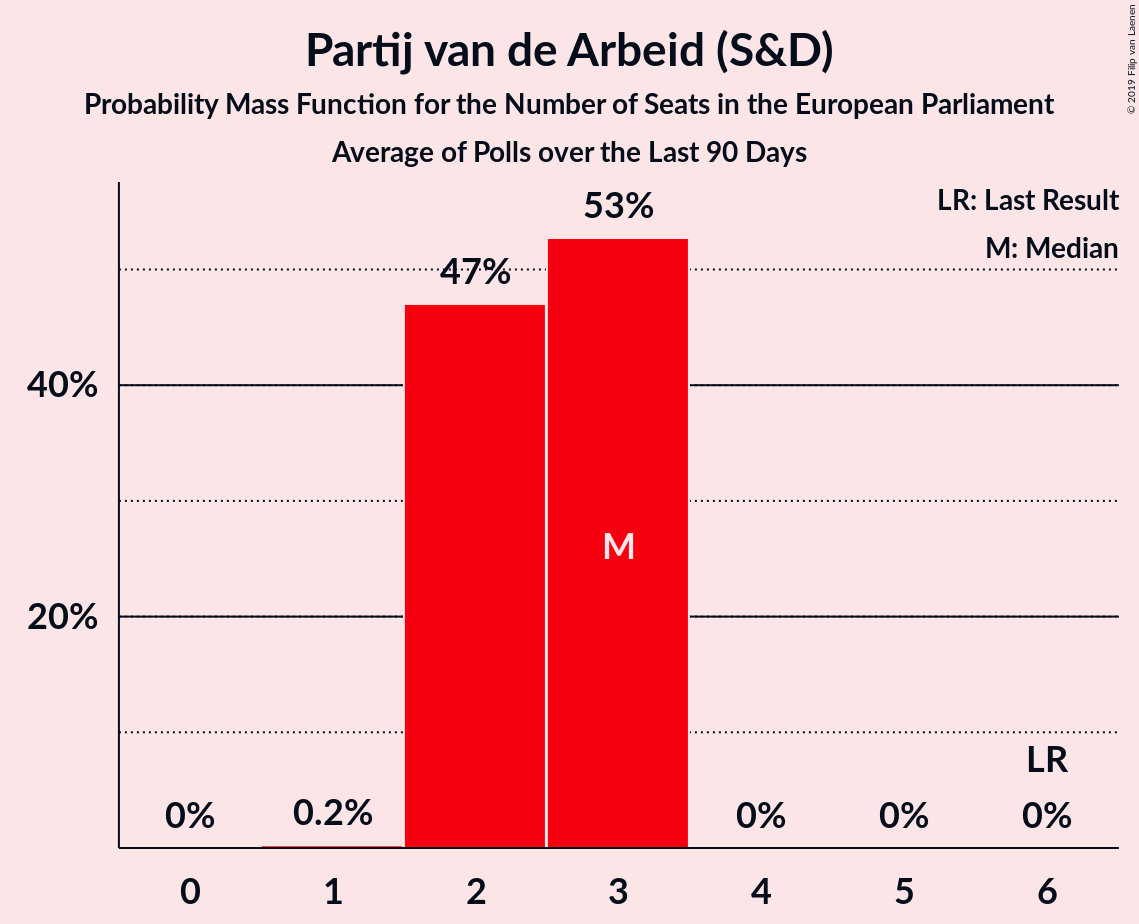 Partij van de Arbeid (S&D)
Probability Mass Function for the Number of Seats in the European Parliament
Average of Polls over the Last 90 Days
© 2019 Filip van Laenen
LR: Last Result
M: Median
53%
47%
40%
M
20%
LR
0% 0.2% 0% 0% 0%
0 1 2 3 4 5 6